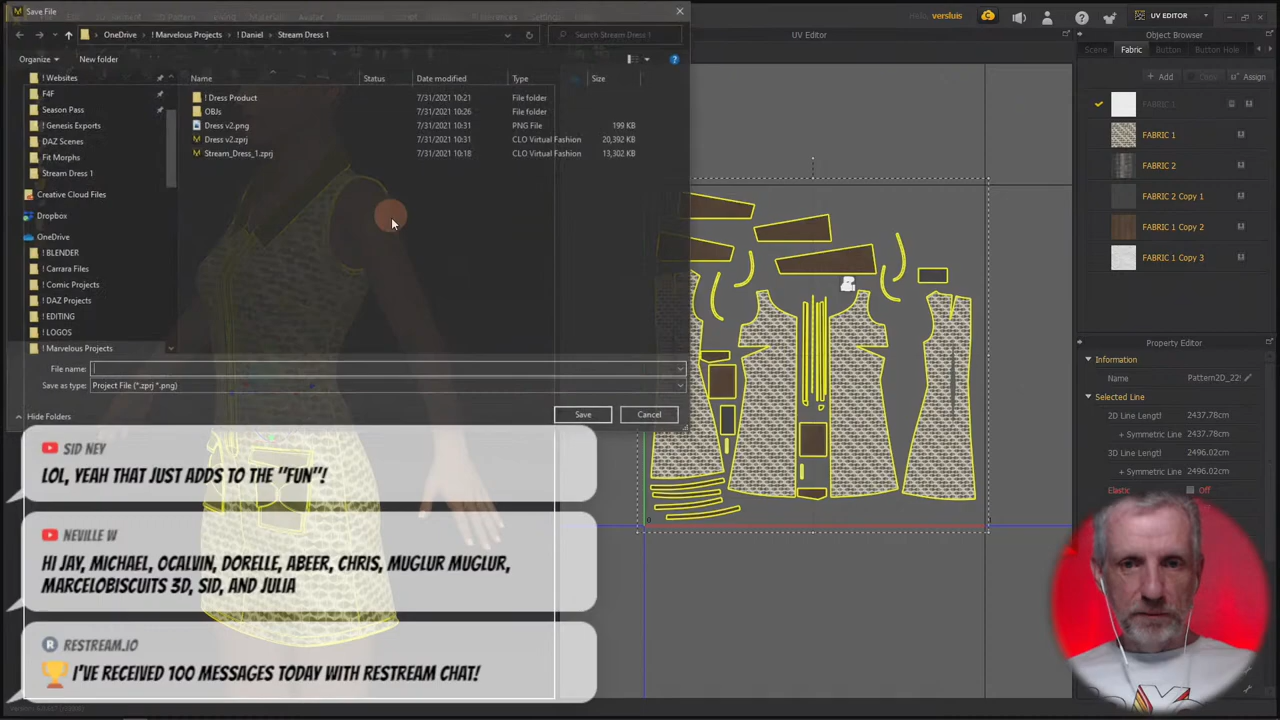 Save File
versluis
UV EDITOR
OneDrive
! Marvelous Projects
! Daniel
Stream Dress 1
Search Stream Dress 1
UV Editor
Object Browser
Organize
New folder
Scene
Fabric
Button
Button Hole
! Websites
F4F
Season Pass
! Genesis Exports
DAZ Scenes
Fit Morphs
Stream Dress 1
Creative Cloud Files
Dropbox
OneDrive
! BLENDER
! Carrara Files
! Comic Projects
! DAZ Projects
! EDITING
! LOGOS
! Marvelous Projects
Name Status Date modified Type Size
! Dress Product 7/31/2021 10:21 File folder
OBJs 7/31/2021 10:26 File folder
Dress v2.png 7/31/2021 10:31 PNG File 199 KB
Dress v2.zprj 7/31/2021 10:31 CLO Virtual Fashion 20,392 KB
Stream_Dress_1.zprj 7/31/2021 10:18 CLO Virtual Fashion 13,302 KB
+ Add
Copy
Assign
FABRIC 1
FABRIC 1
FABRIC 2
FABRIC 2 Copy 1
FABRIC 1 Copy 2
FABRIC 1 Copy 3
File name:
Save as type: Project File (*.zprj *.png)
Hide Folders
Save
Cancel
Property Editor
Information
Name
Selected Line
2D Line Length 2437.78cm
+ Symmetric Line 2437.78cm
3D Line Length 2496.02cm
+ Symmetric Line 2496.02cm
Elastic Off
SID NEY
LOL, YEAH THAT JUST ADDS TO THE "FUN"!
NEVILLE W
HI JAY, MICHAEL, OCALVIN, DORELLE, ABEER, CHRIS, MUGLUR MUGLUR,
MARCELOBISCUITS 3D, SID, AND JULIA
RESTREAM.IO
🏆 I'VE RECEIVED 100 MESSAGES TODAY WITH RESTREAM CHAT!